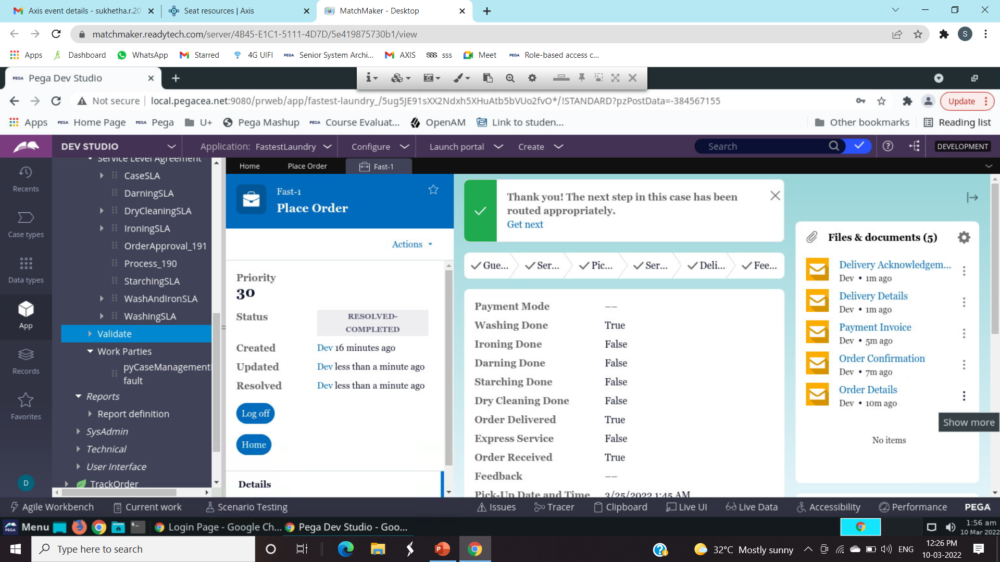 Axis event details - sukhetha.r.20
Seat resources | Axis
MatchMaker - Desktop
matchmaker.readytech.com/server/4B45-E1C1-5111-4D7D/5e419875730b1/view
S
Apps
Dashboard
WhatsApp
Starred
4G UIFI
PEGA Senior System Archi...
AXIS
sss
Meet
PEGA Role-based access c...
PEGA Pega Dev Studio
Not secure
local.pegacea.net:9080/prweb/app/fastest-laundry_/5ug5JE91sXX2Ndxh5XHuAtb5bVUo2fvO*/!STANDARD?pzPostData=-384567155
Update
Apps
PEGA Home Page
PEGA Pega
U+
Pega Mashup
PEGA Course Evaluat...
OpenAM
Link to studen...
Other bookmarks
Reading list
DEV STUDIO
Application: FastestLaundry
Configure
Launch portal
Create
Search
DEVELOPMENT
Recents
Case types
Data types
App
Records
Favorites
D
Service Level Agreement
CaseSLA
DarningSLA
DryCleaningSLA
IroningSLA
OrderApproval_191
Process_190
StarchingSLA
WashAndIronSLA
WashingSLA
Validate
Work Parties
pyCaseManagement
fault
Reports
Report definition
SysAdmin
Technical
User Interface
TrackOrder
Home
Place Order
Fast-1
Fast-1
Place Order
Actions
Priority
30
Status
RESOLVED-
COMPLETED
Created Dev 16 minutes ago
Updated Dev less than a minute ago
Resolved Dev less than a minute ago
Log off
Home
Details
Thank you! The next step in this case has been
routed appropriately.
Get next
Gue...
Ser...
Pic...
Ser...
Deli...
Fee...
Payment Mode ––
Washing Done True
Ironing Done False
Darning Done False
Starching Done False
Dry Cleaning Done False
Order Delivered True
Express Service False
Order Received True
Feedback ––
Pick-Up Date and Time 3/25/2022 1:45 AM
Files & documents (5)
Delivery Acknowledgem...
Dev • 1m ago
Delivery Details
Dev • 1m ago
Payment Invoice
Dev • 5m ago
Order Confirmation
Dev • 7m ago
Order Details
Dev • 10m ago
Show more
No items
Agile Workbench
Current work
Scenario Testing
Issues
Tracer
Clipboard
Live UI
Live Data
Accessibility
Performance
PEGA
PEGA Menu
Login Page - Google Ch...
Pega Dev Studio - Goo...
1:56 am
10 Mar 2022
Type here to search
32°C Mostly sunny
ENG
12:26 PM
10-03-2022